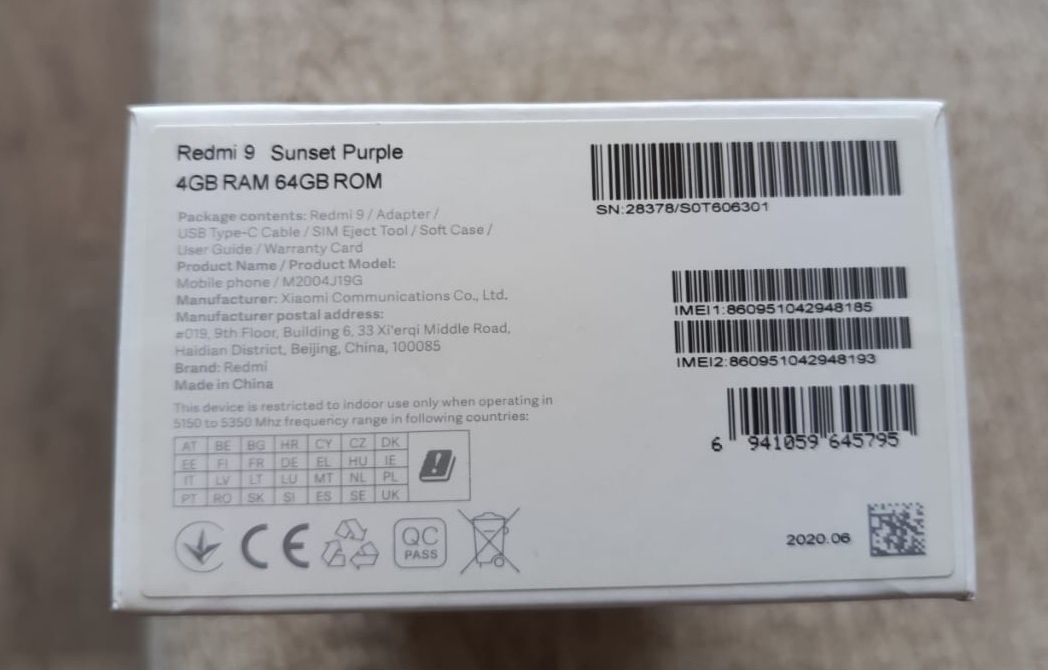 Redmi 9 Sunset Purple
4GB RAM 64GB ROM
Package contents: Redmi 9 / Adapter /
USB Type-C Cable / SIM Eject Tool / Soft Case /
User Guide / Warranty Card
Product Name / Product Model:
Mobile phone / M2004J19G
Manufacturer: Xiaomi Communications Co., Ltd.
Manufacturer postal address:
#019, 9th Floor, Building 6, 33 Xi'erqi Middle Road,
Haidian District, Beijing, China, 100085
Brand: Redmi
Made in China
This device is restricted to indoor use only when operating in
5150 to 5350 Mhz frequency range in following countries:
AT BE BG HR CY CZ DK
EE FI FR DE EL HU IE
IT LV LT LU MT NL PL
PT RO SK SI ES SE UK
CE
QC
PASS
SN:28378/S0T606301
IMEI1:860951042948185
IMEI2:860951042948193
6 941059 645795
2020.06